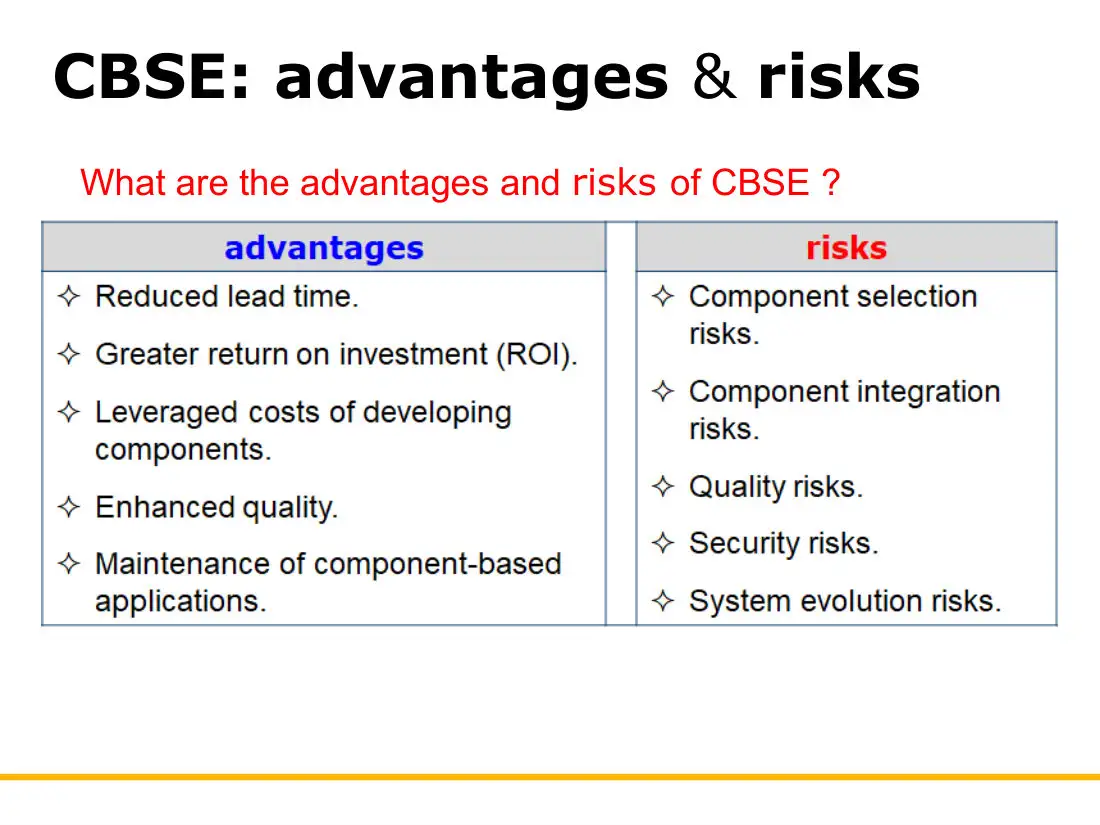 CBSE: advantages & risks
What are the advantages and risks of CBSE ?
advantages
Reduced lead time.
Greater return on investment (ROI).
Leveraged costs of developing
components.
Enhanced quality.
Maintenance of component-based
applications.
risks
Component selection
risks.
Component integration
risks.
Quality risks.
Security risks.
System evolution risks.